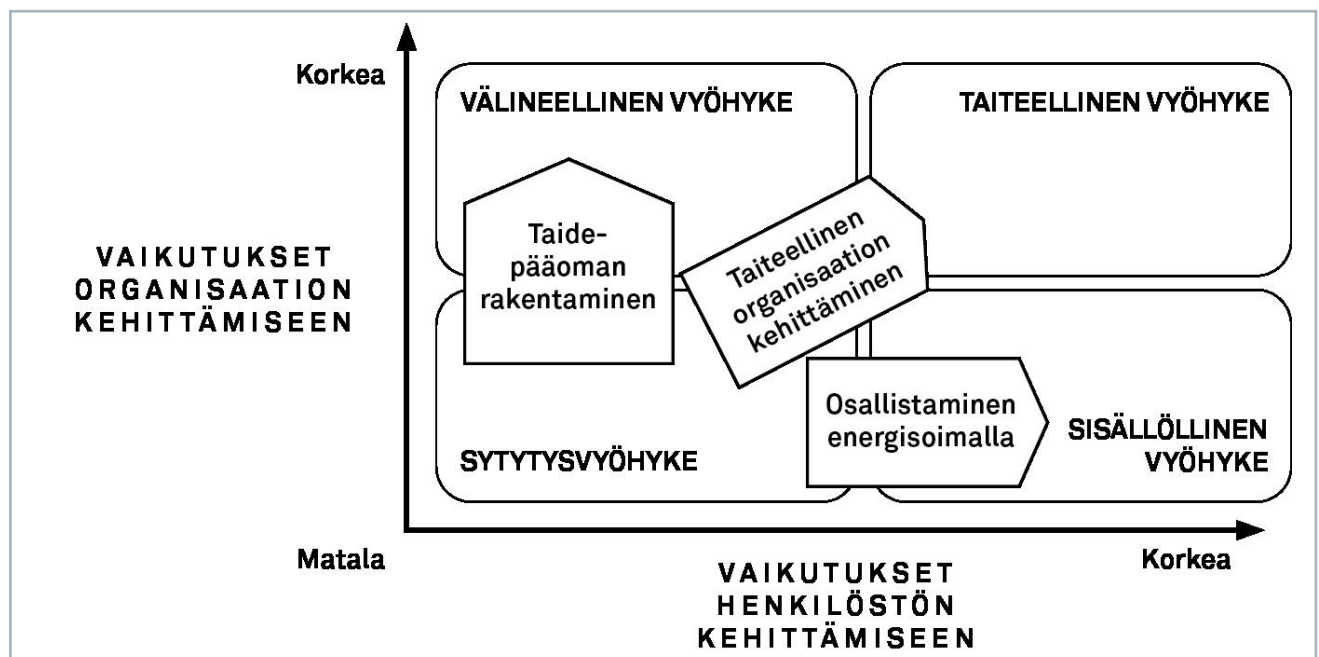 Korkea
VÄLINEELLINEN VYÖHYKE
TAITEELLINEN VYÖHYKE
VAIKUTUKSET
ORGANISAATION
KEHITTÄMISEEN
Taide-
pääoman
rakentaminen
Taiteellinen
organisaation
kehittäminen
Osallistaminen
energisoimalla
SYTYTYSVYÖHYKE
SISÄLLÖLLINEN
VYÖHYKE
Matala
Korkea
VAIKUTUKSET
HENKILÖSTÖN
KEHITTÄMISEEN